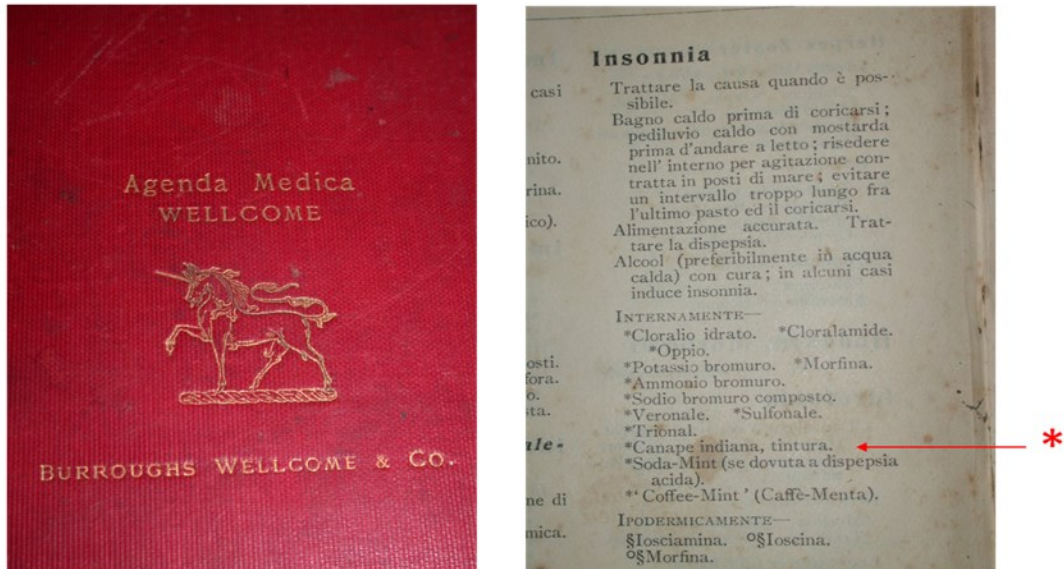 Agenda Medica
WELLCOME
BURROUGHS WELLCOME & CO.
casi
nito.
rina.
ico).
osti.
fora.
o.
sta.
ale-
ne di
mica.
Insonnia
Trattare la causa quando è pos-
sibile.
Bagno caldo prima di coricarsi;
pediluvio caldo con mostarda
prima d'andare a letto; risedere
nell' interno per agitazione con-
tratta in posti di mare; evitare
un intervallo troppo lungo fra
l'ultimo pasto ed il coricarsi.
Alimentazione accurata. Trat-
tare la dispepsia.
Alcool (preferibilmente in acqua
calda) con cura; in alcuni casi
induce insonnia.
INTERNAMENTE—
*Cloralio idrato. *Cloralamide.
*Oppio.
*Potassio bromuro. *Morfina.
*Ammonio bromuro.
*Sodio bromuro composto.
*Veronale. *Sulfonale.
*Trional.
*Canape indiana, tintura.
*
*Soda-Mint (se dovuta a dispepsia
acida).
*' Coffee-Mint ' (Caffè-Menta).
IPODERMICAMENTE—
§Iosciamina. °§Ioscina.
°§Morfina.